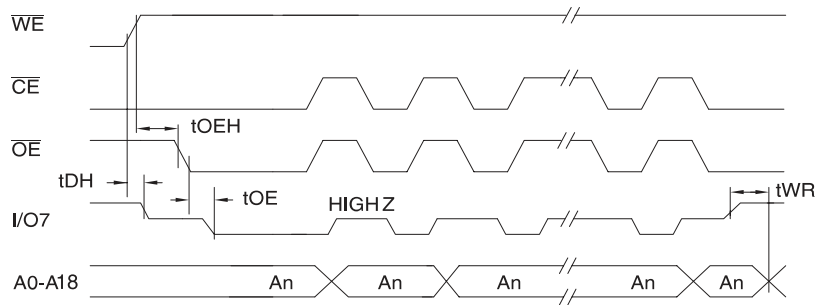 WE
CE
tOEH
OE
tDH
tOE
tWR
HIGH Z
I/O7
A0-A18 An An An An An